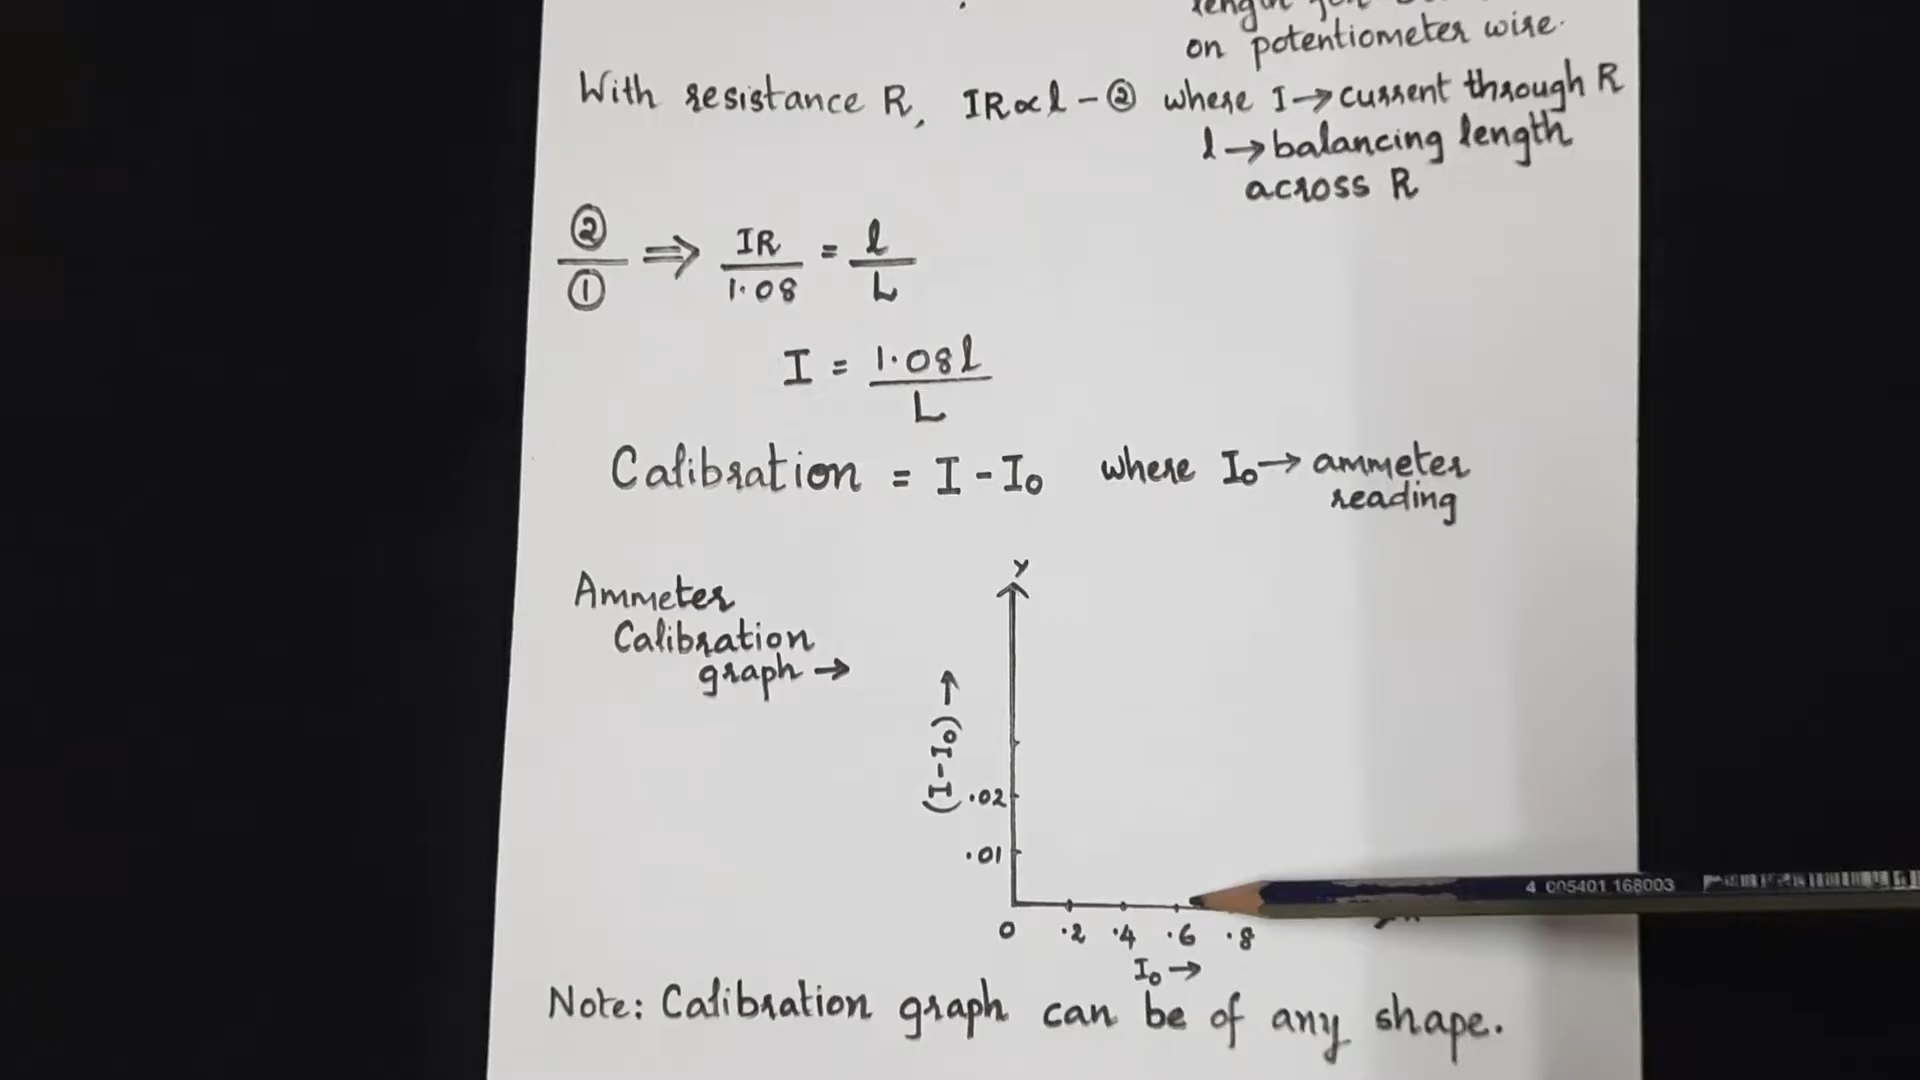 length
on potentiometer wire.
With resistance R, IR∝l - ② where I→current through R
l→balancing length
across R
②/① ⇒ IR/1.08 = l/L
I = 1.08l/L
Calibration = I - I₀ where I₀→ammeter
reading
Ammeter
Calibration
graph →
Y
(I-I₀) →
.02
.01
0 .2 .4 .6 .8
I₀ →
4 005401 168003
Note: Calibration graph can be of any shape.